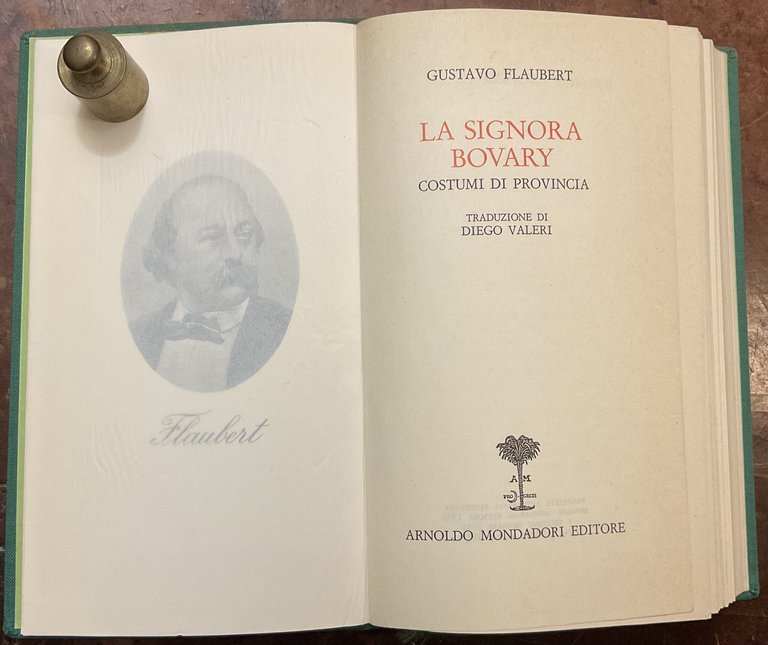 Flaubert
GUSTAVO FLAUBERT
LA SIGNORA
BOVARY
COSTUMI DI PROVINCIA
TRADUZIONE DI
DIEGO VALERI
A M
ARNOLDO MONDADORI EDITORE